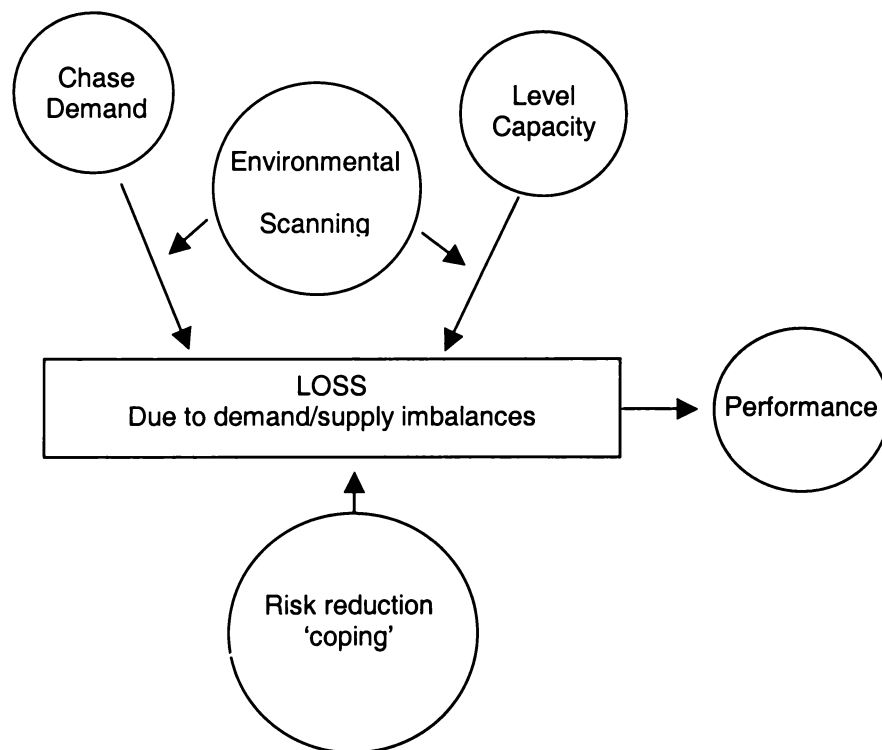 Chase
Demand
Environmental
Scanning
Level
Capacity
LOSS
Due to demand/supply imbalances
Performance
Risk reduction
‘coping’